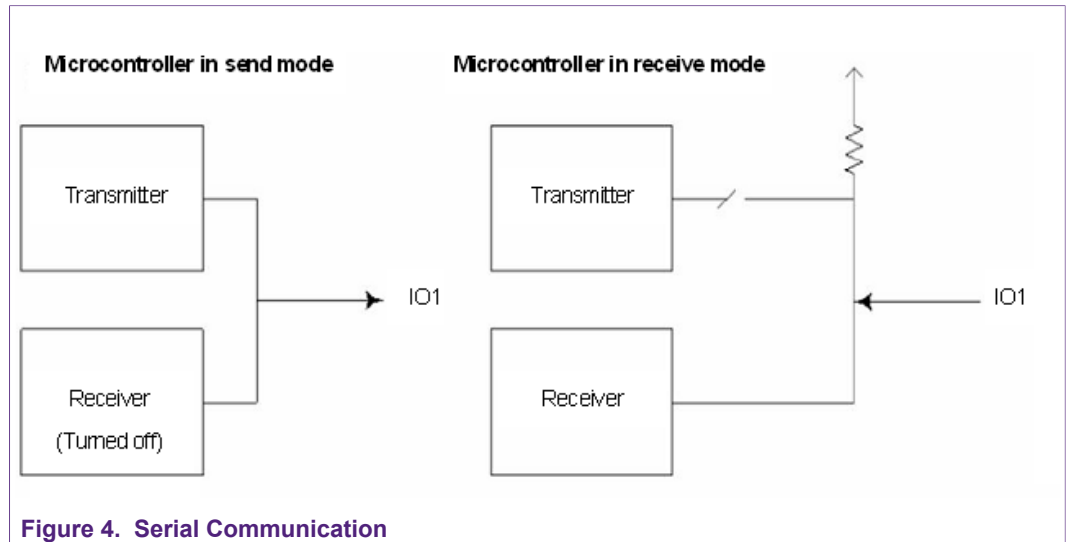 Microcontroller in send mode
Transmitter
Receiver
(Turned off)
IO1
Microcontroller in receive mode
Transmitter
Receiver
IO1
Figure 4. Serial Communication